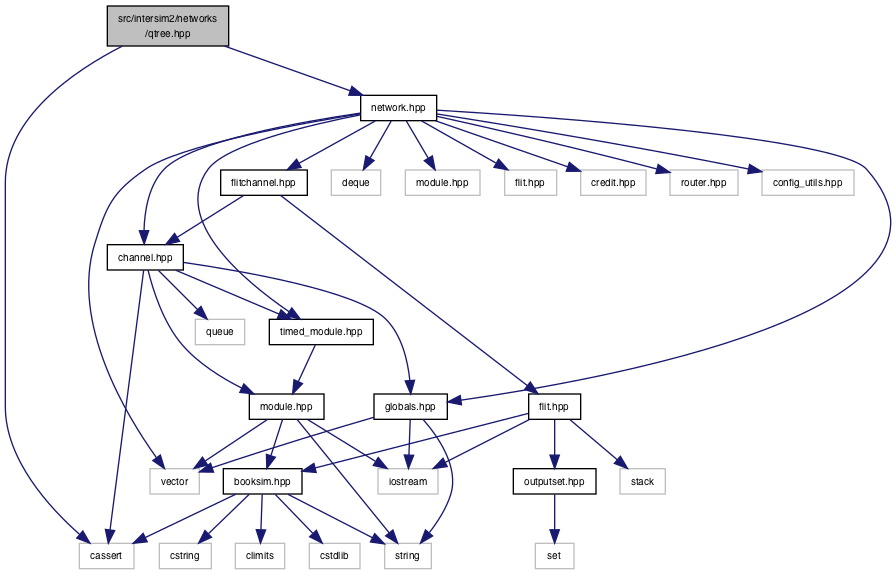 src/intersim2/networks
/qtree.hpp
network.hpp
flitchannel.hpp
deque
module.hpp
flit.hpp
credit.hpp
router.hpp
config_utils.hpp
channel.hpp
queue
timed_module.hpp
module.hpp
globals.hpp
flit.hpp
vector
booksim.hpp
iostream
outputset.hpp
stack
cassert
cstring
climits
cstdlib
string
set